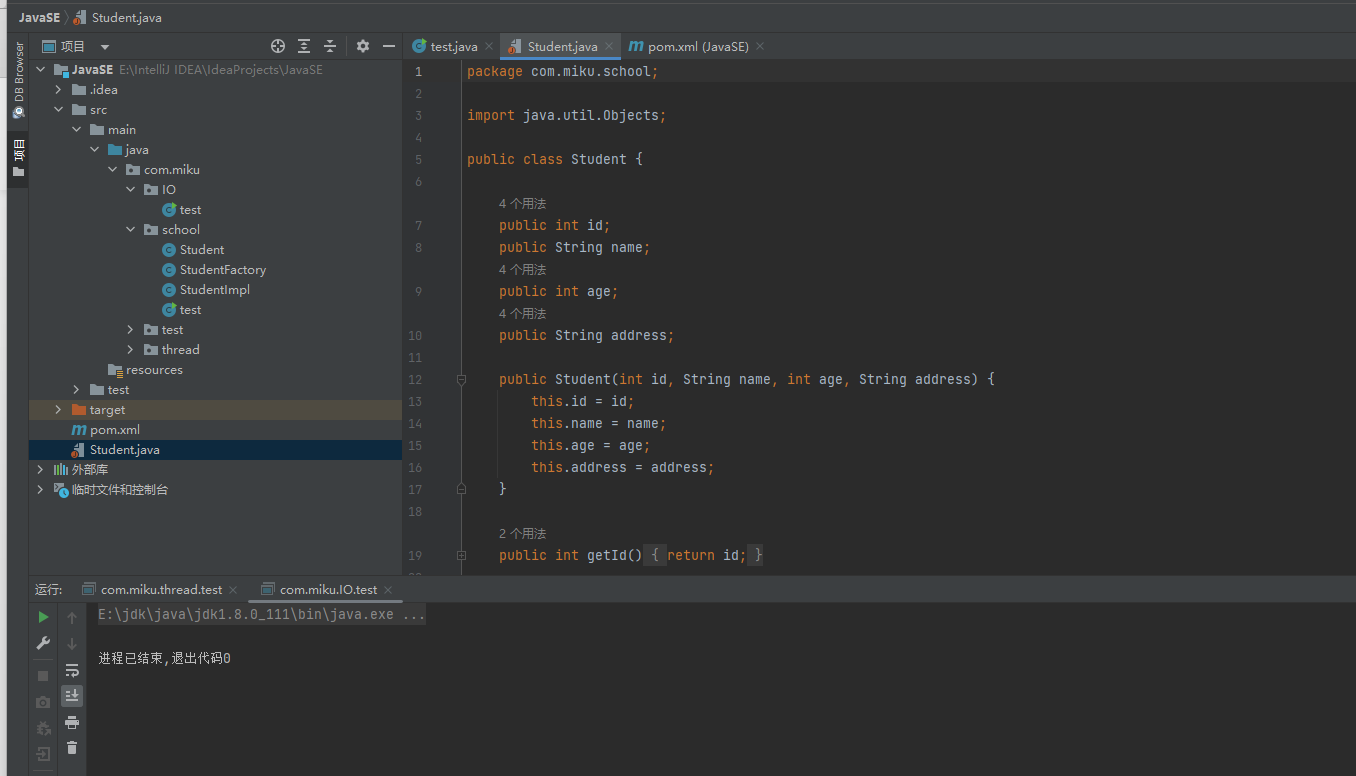 JavaSE Student.java
DB Browser
项目
项目
JavaSE E:\IntelliJ IDEA\IdeaProjects\JavaSE
.idea
src
main
java
com.miku
IO
test
school
Student
StudentFactory
StudentImpl
test
test
thread
resources
test
target
pom.xml
Student.java
外部库
临时文件和控制台
test.java Student.java pom.xml (JavaSE)
1 package com.miku.school;
2
3 import java.util.Objects;
4
5 public class Student {
6
4 个用法
7 public int id;
8 public String name;
4 个用法
9 public int age;
4 个用法
10 public String address;
11
12 public Student(int id, String name, int age, String address) {
13 this.id = id;
14 this.name = name;
15 this.age = age;
16 this.address = address;
17 }
18
2 个用法
19 public int getId() { return id; }
运行: com.miku.thread.test com.miku.IO.test
E:\jdk\java\jdk1.8.0_111\bin\java.exe ...
进程已结束,退出代码0